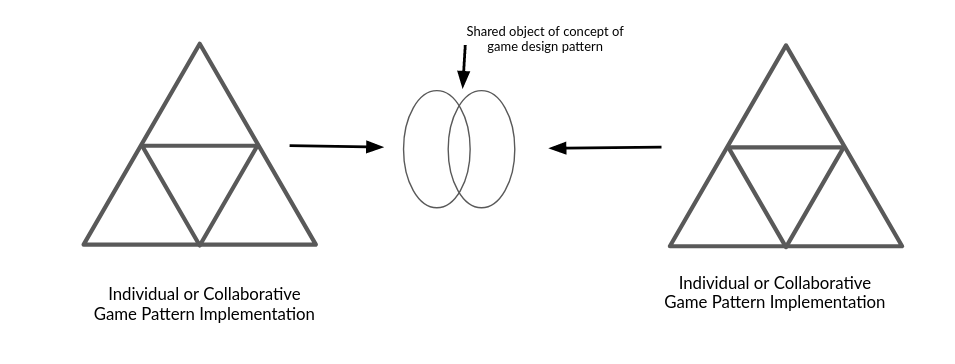 Shared object of concept of
game design pattern
Individual or Collaborative
Game Pattern Implementation
Individual or Collaborative
Game Pattern Implementation